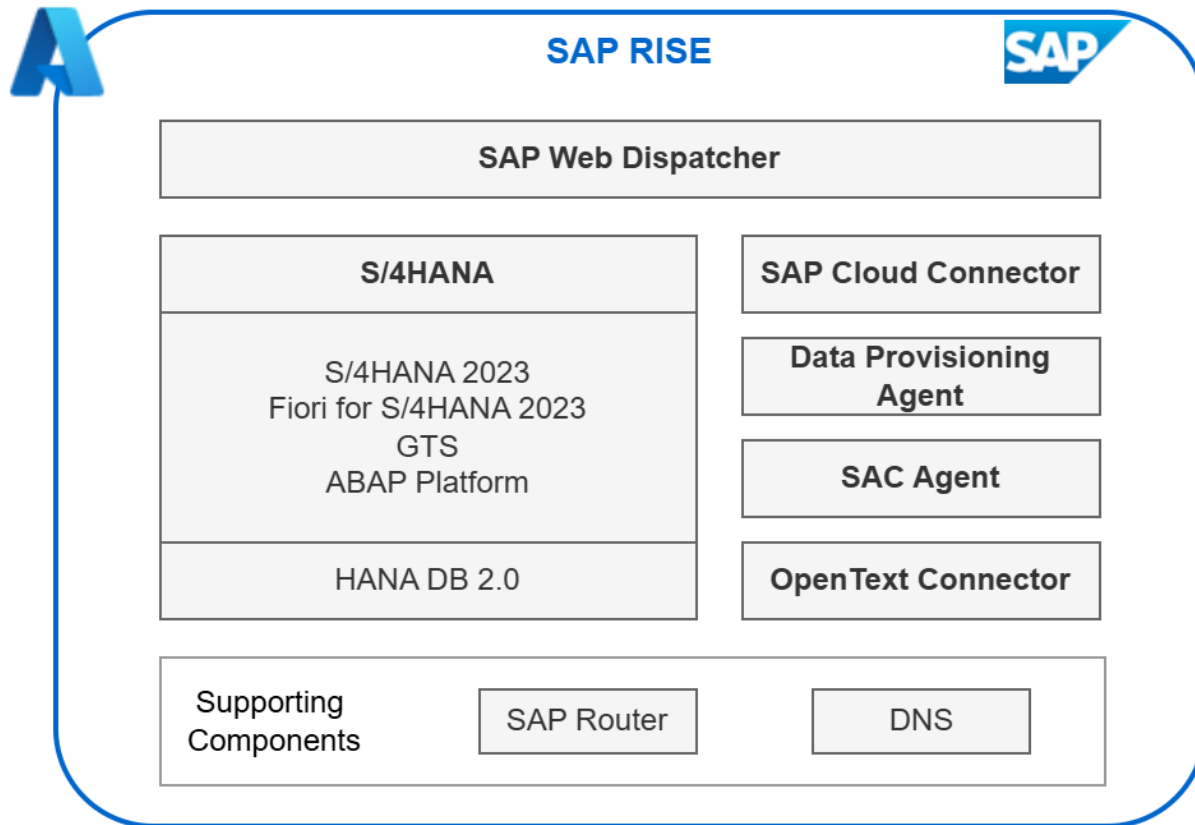 SAP RISE
SAP
SAP Web Dispatcher
S/4HANA
S/4HANA 2023
Fiori for S/4HANA 2023
GTS
ABAP Platform
HANA DB 2.0
SAP Cloud Connector
Data Provisioning
Agent
SAC Agent
OpenText Connector
Supporting
Components
SAP Router
DNS